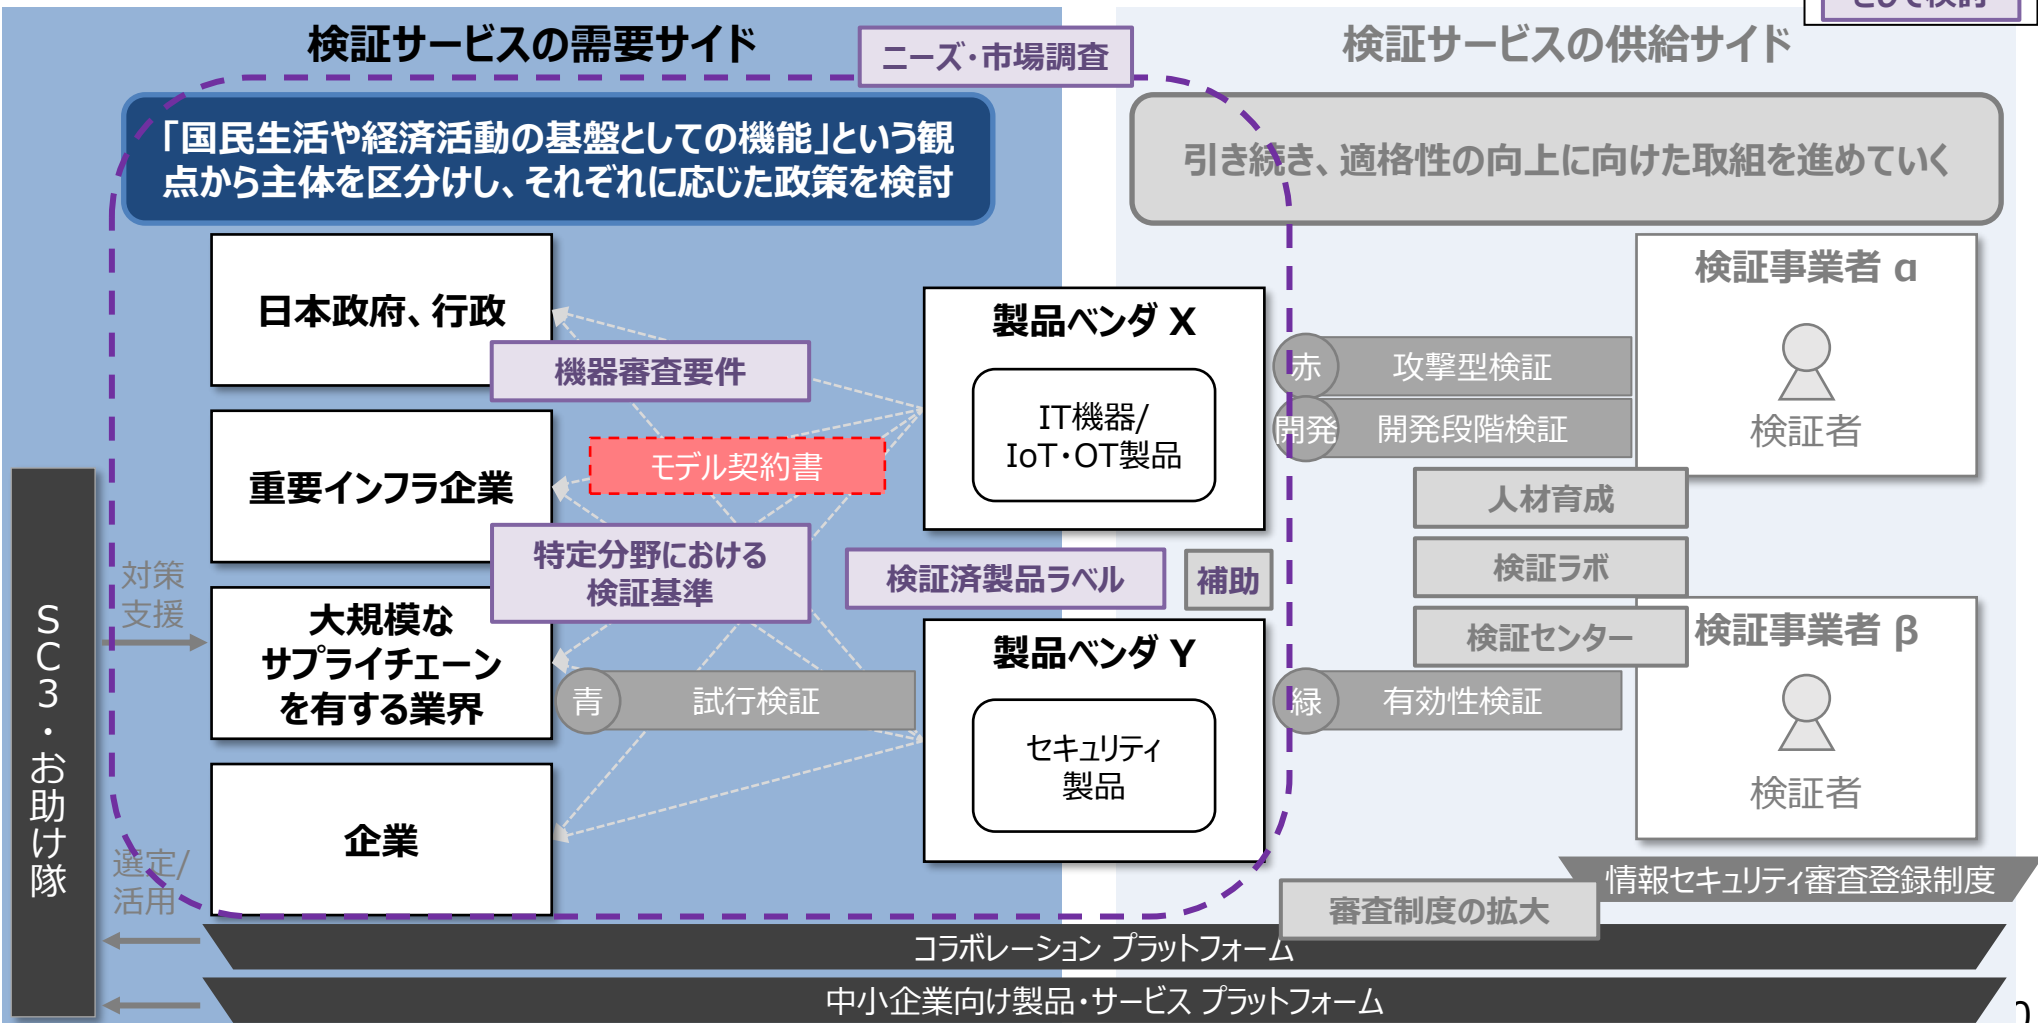 として検討
検証サービスの需要サイド
ニーズ・市場調査
検証サービスの供給サイド
「国民生活や経済活動の基盤としての機能」という観
点から主体を区分けし、それぞれに応じた政策を検討
引き続き、適格性の向上に向けた取組を進めていく
日本政府、行政
機器審査要件
重要インフラ企業
モデル契約書
特定分野における
検証基準
大規模な
サプライチェーン
を有する業界
青
試行検証
企業
製品ベンダ X
IT機器/
IoT・OT製品
検証済製品ラベル
補助
製品ベンダ Y
セキュリティ
製品
赤
攻撃型検証
開発
開発段階検証
緑
有効性検証
検証事業者 α
検証者
人材育成
検証ラボ
検証センター
検証事業者 β
検証者
対策
支援
選定/
活用
SC3・お助け隊
情報セキュリティ審査登録制度
審査制度の拡大
コラボレーション プラットフォーム
中小企業向け製品・サービス プラットフォーム